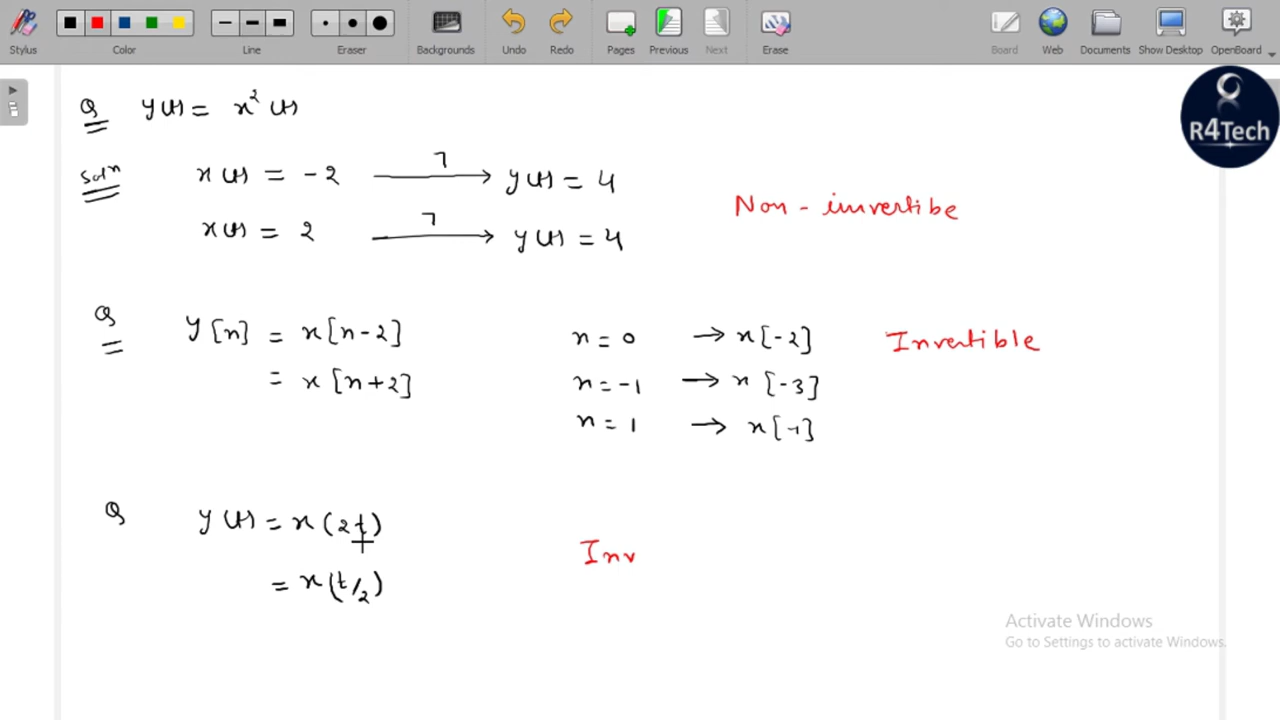 Stylus Color Line Eraser Backgrounds Undo Redo Pages Previous Next Erase Board Web Documents Show Desktop OpenBoard
R4Tech
Q y(t) = x²(t)
Solⁿ x(t) = -2 → y(t) = 4
x(t) = 2 → y(t) = 4
Non - invertibe
Q y[n] = x[n-2] n = 0 → x[-2] Invertible
= x[n+2] n = -1 → x[-3]
n = 1 → x[-1]
Q y(t) = x(2t)
Inv
= x(t/2)
Activate Windows
Go to Settings to activate Windows.